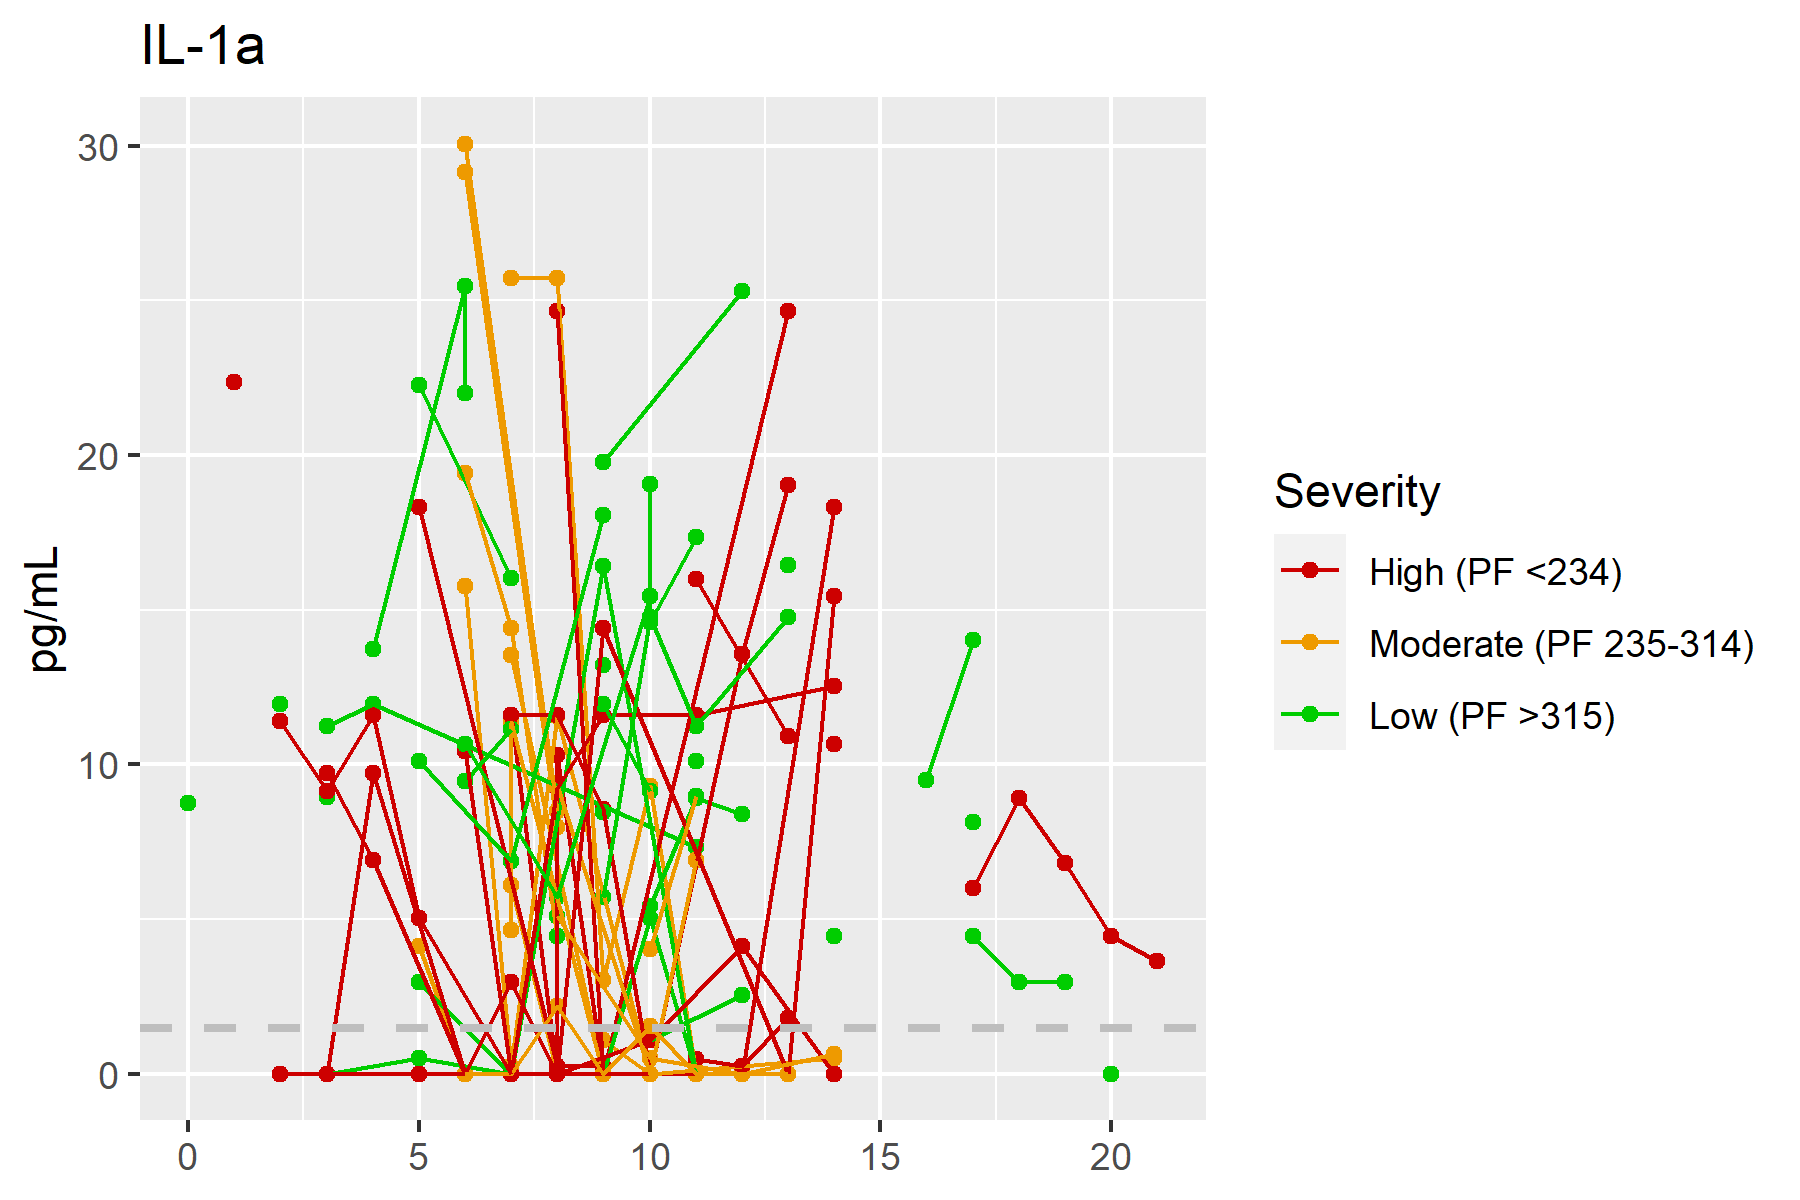 IL-1a
30
20
10
0
pg/mL
0 5 10 15 20
Severity
High (PF <234)
Moderate (PF 235-314)
Low (PF >315)